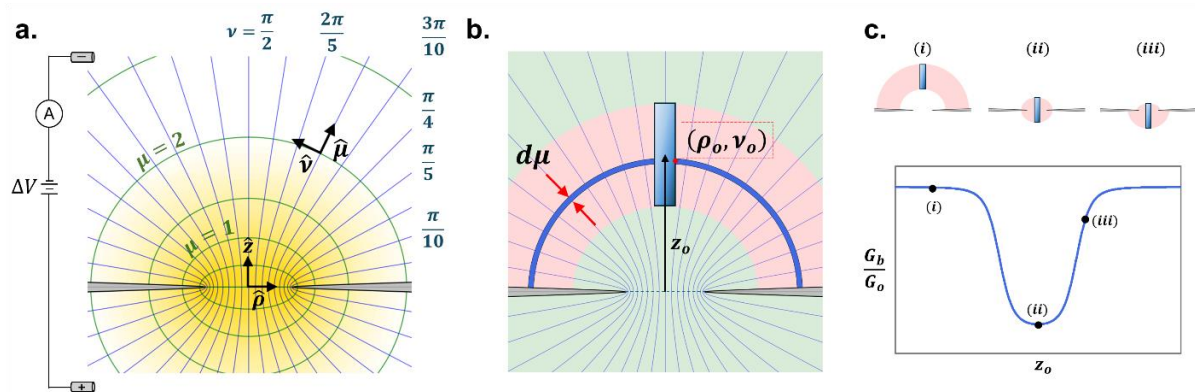 a.
ν = π/2
2π/5
3π/10
π/4
π/5
π/10
μ = 2
μ = 1
ν̂
μ̂
ẑ
ρ̂
−
A
ΔV
+
b.
dμ
(ρₒ, νₒ)
zₒ
c.
(i)
(ii)
(iii)
(i)
(iii)
(ii)
G_b/Gₒ
zₒ